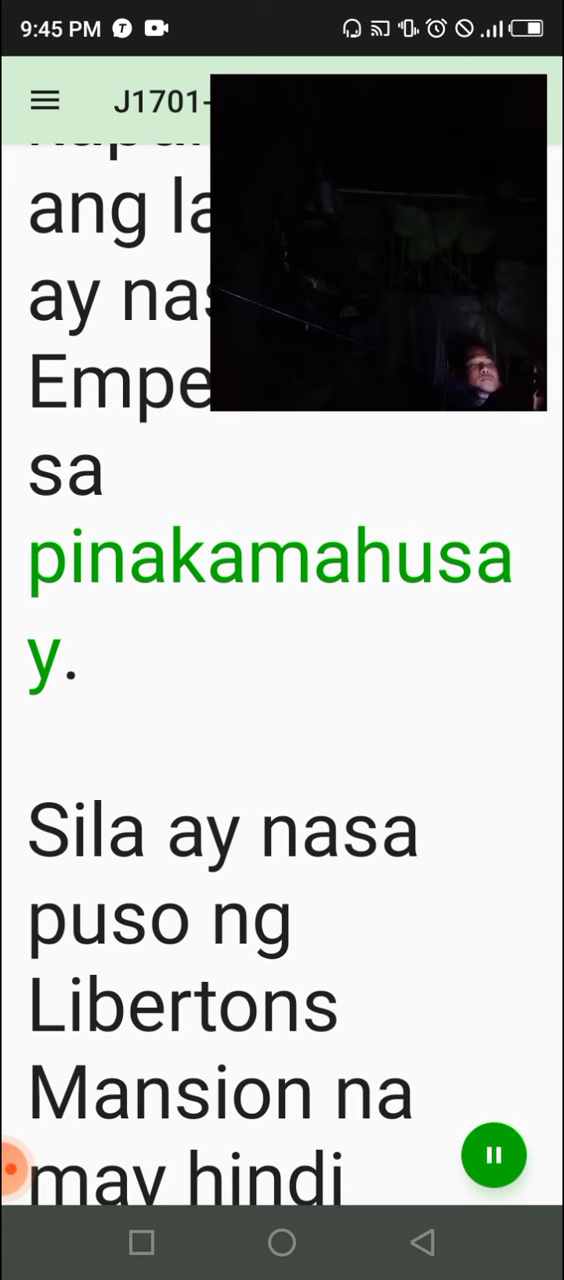 9:45 PM
J1701-
ang la
ay nas
Empe
sa
pinakamahusa
y.
Sila ay nasa
puso ng
Libertons
Mansion na
may hindi